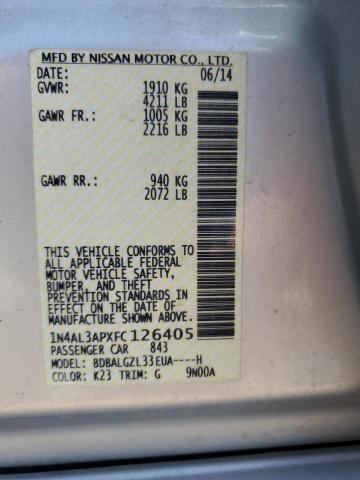 MFD BY NISSAN MOTOR CO., LTD.
DATE: 06/14
GVWR: 1910 KG
4211 LB
GAWR FR.: 1005 KG
2216 LB
GAWR RR.: 940 KG
2072 LB
THIS VEHICLE CONFORMS TO
ALL APPLICABLE FEDERAL
MOTOR VEHICLE SAFETY,
BUMPER, AND THEFT
PREVENTION STANDARDS IN
EFFECT ON THE DATE OF
MANUFACTURE SHOWN ABOVE.
1N4AL3APXFC126405
PASSENGER CAR 843
MODEL: BDBALGZL33EUA----H
COLOR: K23 TRIM: G 9N00A